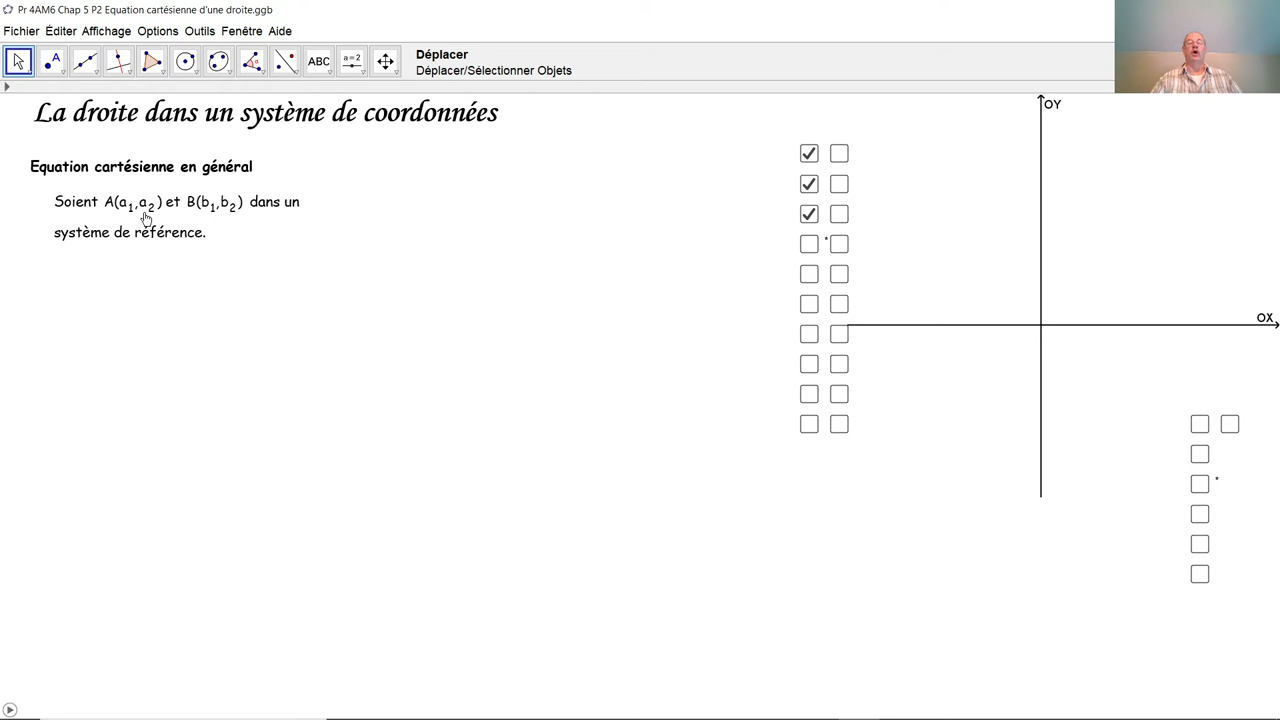 Pr 4AM6 Chap 5 P2 Equation cartésienne d'une droite.ggb
Fichier Éditer Affichage Options Outils Fenêtre Aide
A
α
ABC
a=2
Déplacer
Déplacer/Sélectionner Objets
La droite dans un système de coordonnées
OY
Equation cartésienne en général
Soient A(a₁,a₂) et B(b₁,b₂) dans un
système de référence.
*
OX
*